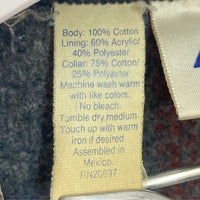 Body: 100% Cotton
Lining: 60% Acrylic/
40% Polyester
Collar: 75% Cotton/
25% Polyester
Machine wash warm
with like colors.
No bleach.
Tumble dry medium.
Touch up with warm
iron if desired.
Assembled in
Mexico.
RN20697